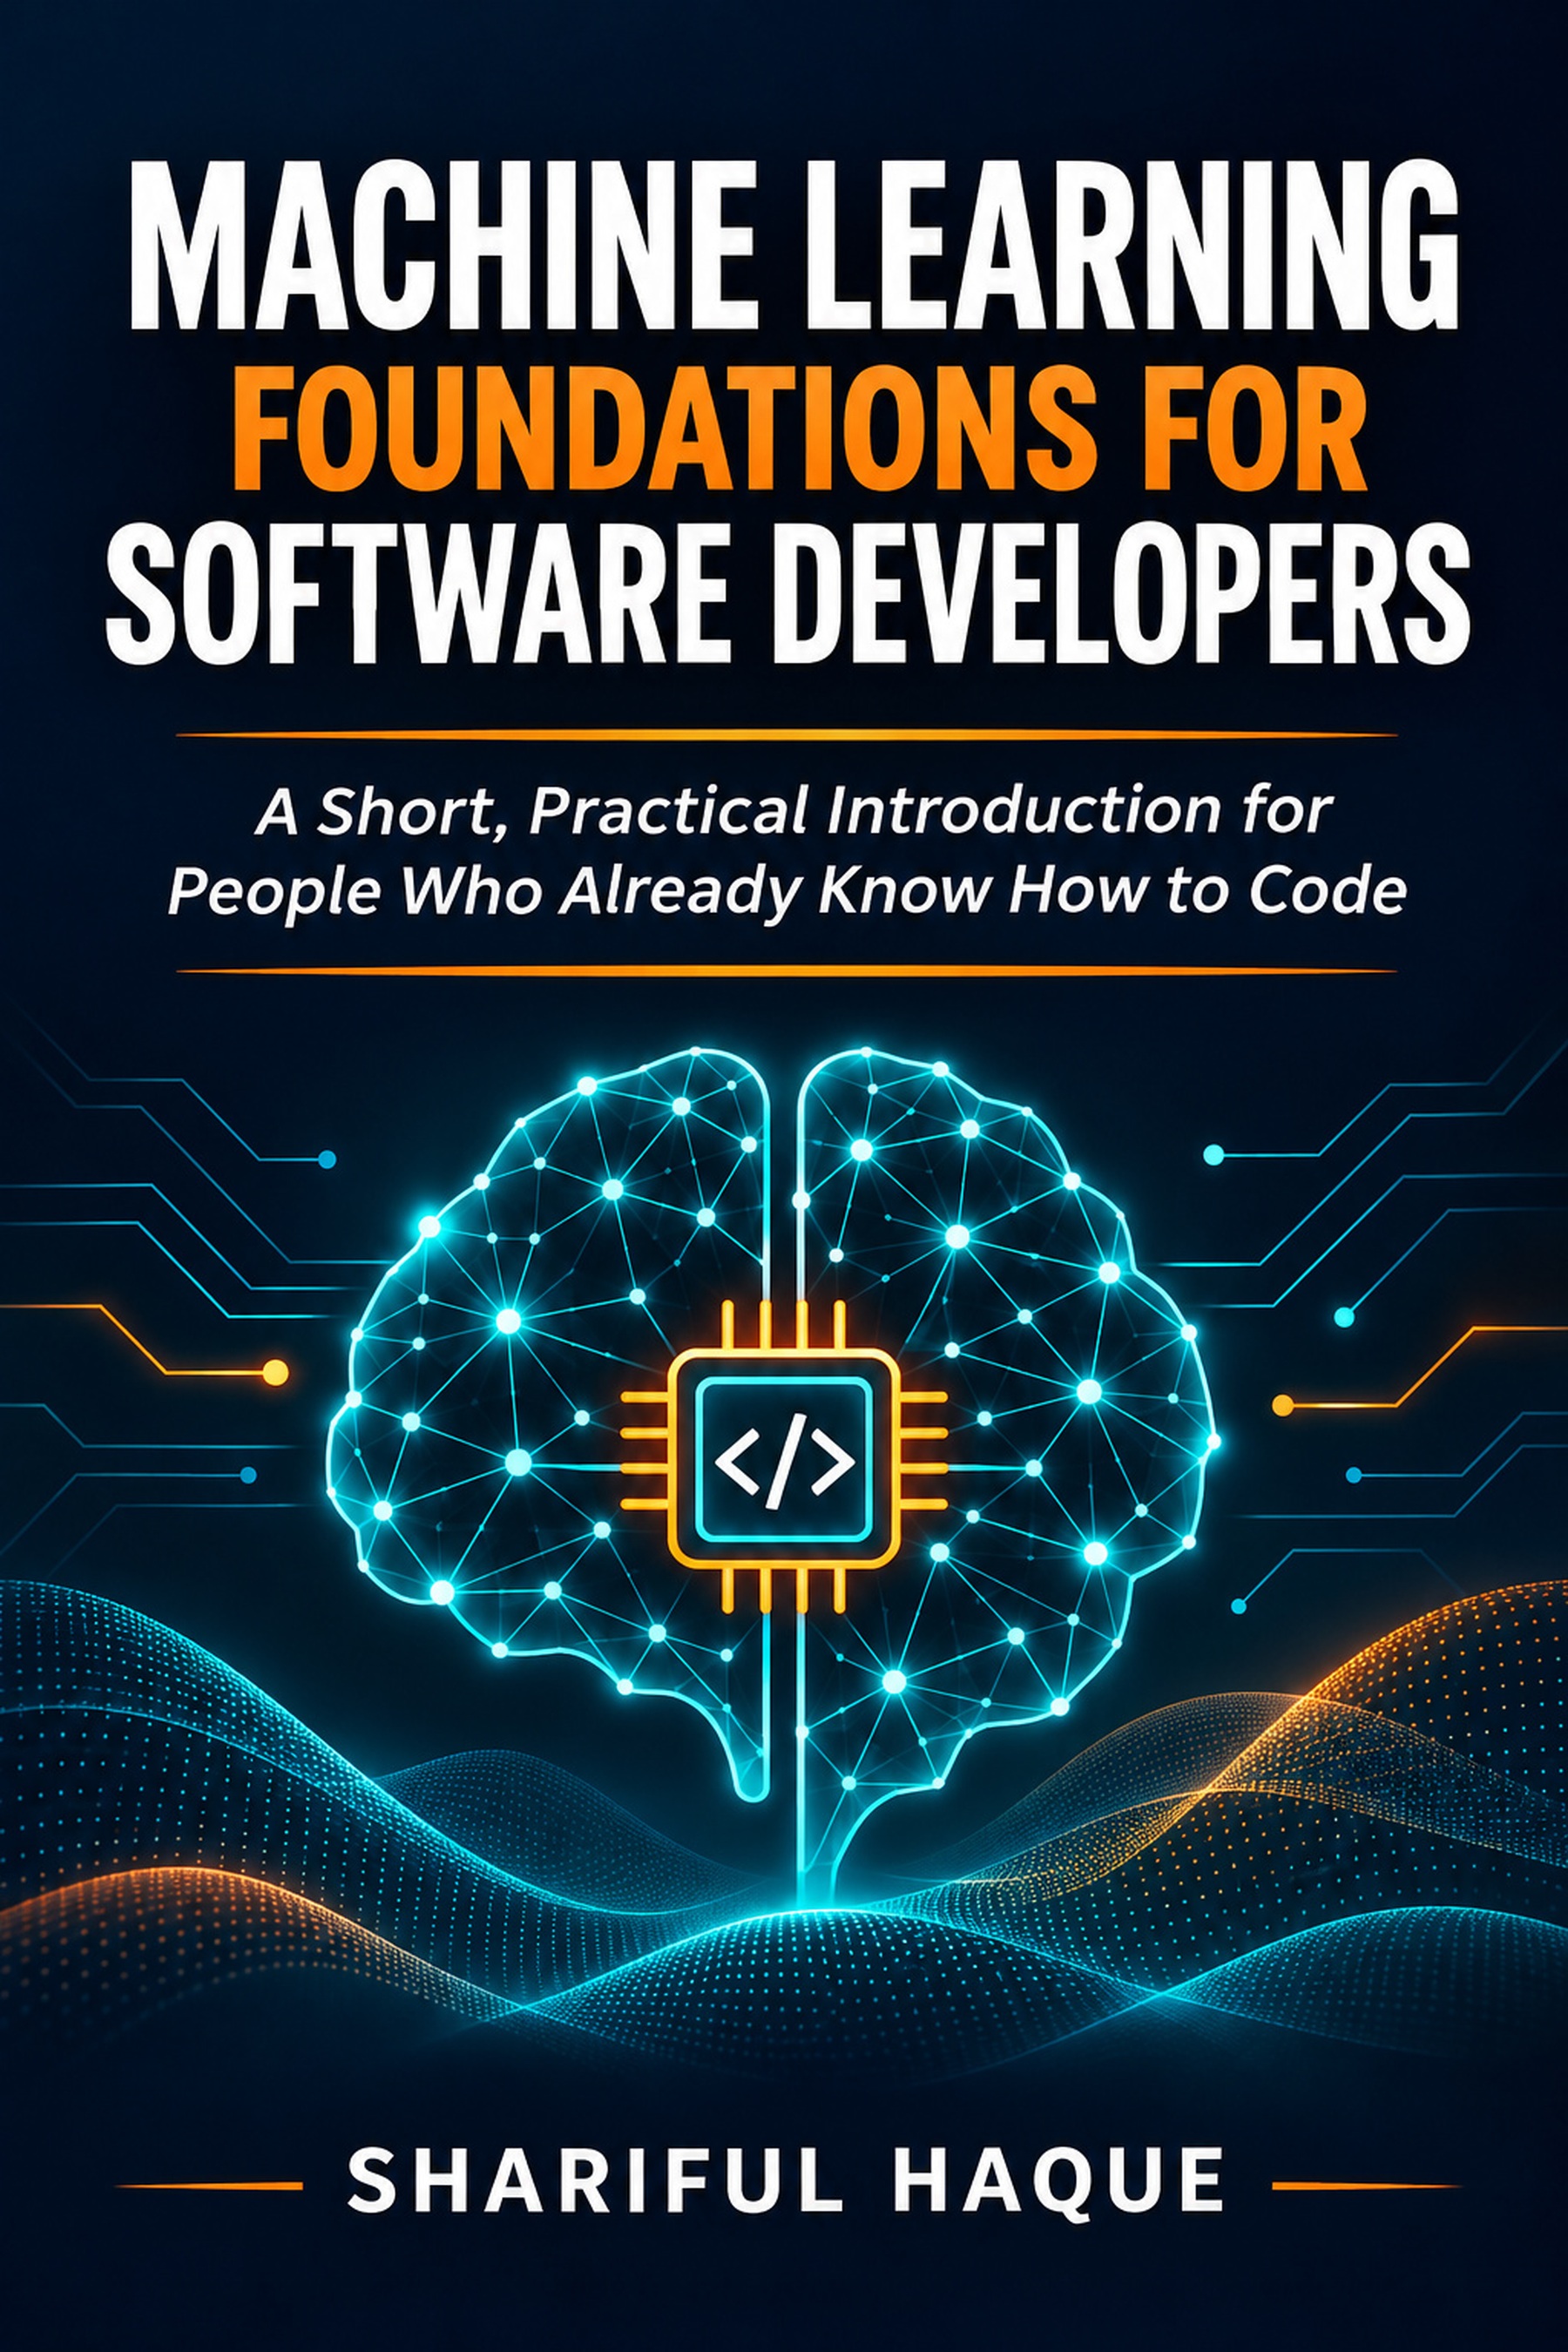 MACHINE LEARNING
FOUNDATIONS FOR
SOFTWARE DEVELOPERS
A Short, Practical Introduction for
People Who Already Know How to Code
</>
SHARIFUL HAQUE